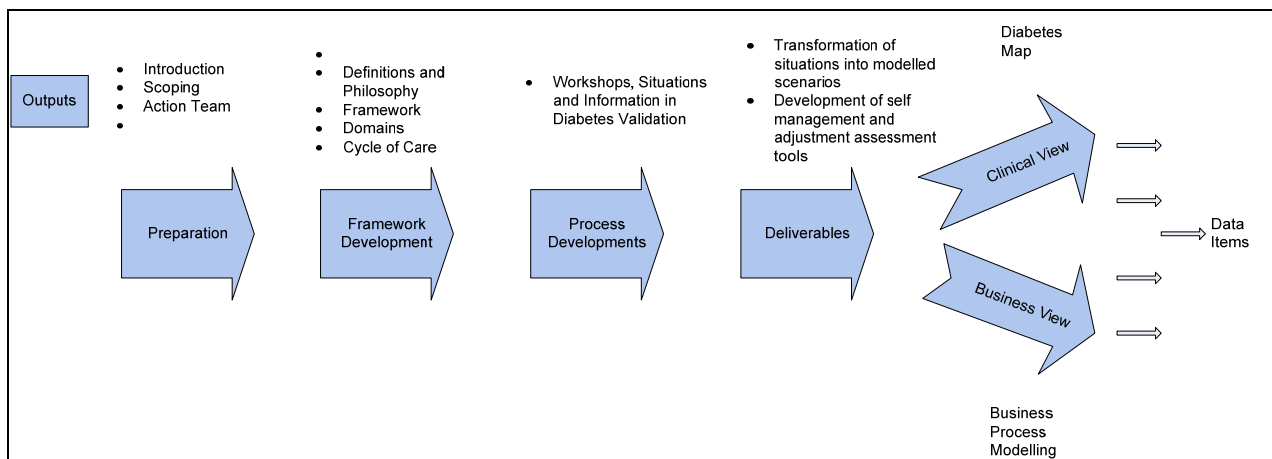 Outputs
• Introduction
• Scoping
• Action Team
•
Preparation
•
• Definitions and
Philosophy
• Framework
• Domains
• Cycle of Care
Framework
Development
• Workshops, Situations
and Information in
Diabetes Validation
Process
Developments
• Transformation of
situations into modelled
scenarios
• Development of self
management and
adjustment assessment
tools
Deliverables
Diabetes
Map
Clinical View
Business View
Business
Process
Modelling
Data
Items